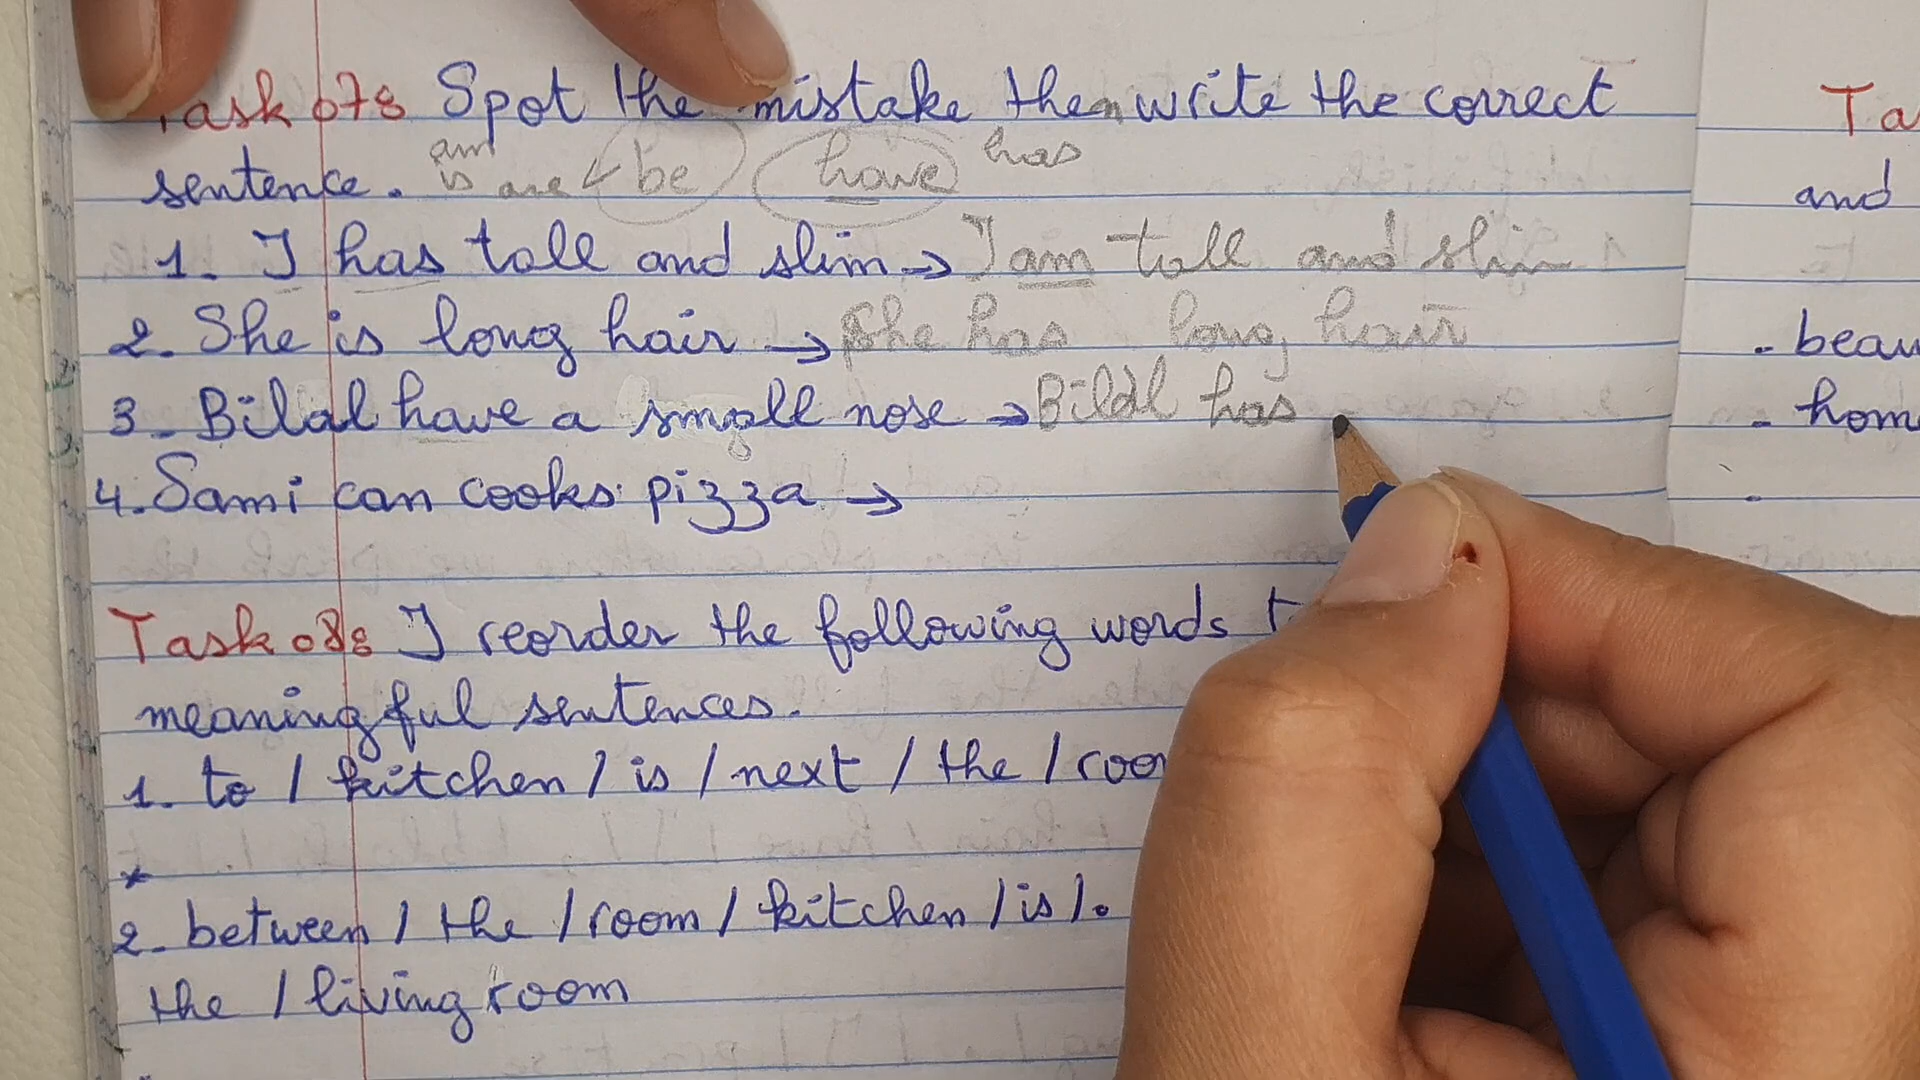 Task 07: Spot the mistake then write the correct
am
is are be have has
sentence.
1. I has tall and slim → I am tall and slim
2. She is long hair → She has long hair
3. Bilal have a small nose → Bilal has
4. Sami can cooks pizza →
Task 08: I reorder the following words
meaningful sentences.
1. to / kitchen / is / next / the /
2. between / the / room / kitchen / is / .
the / living room
Ta
and
- beau
- hom
-